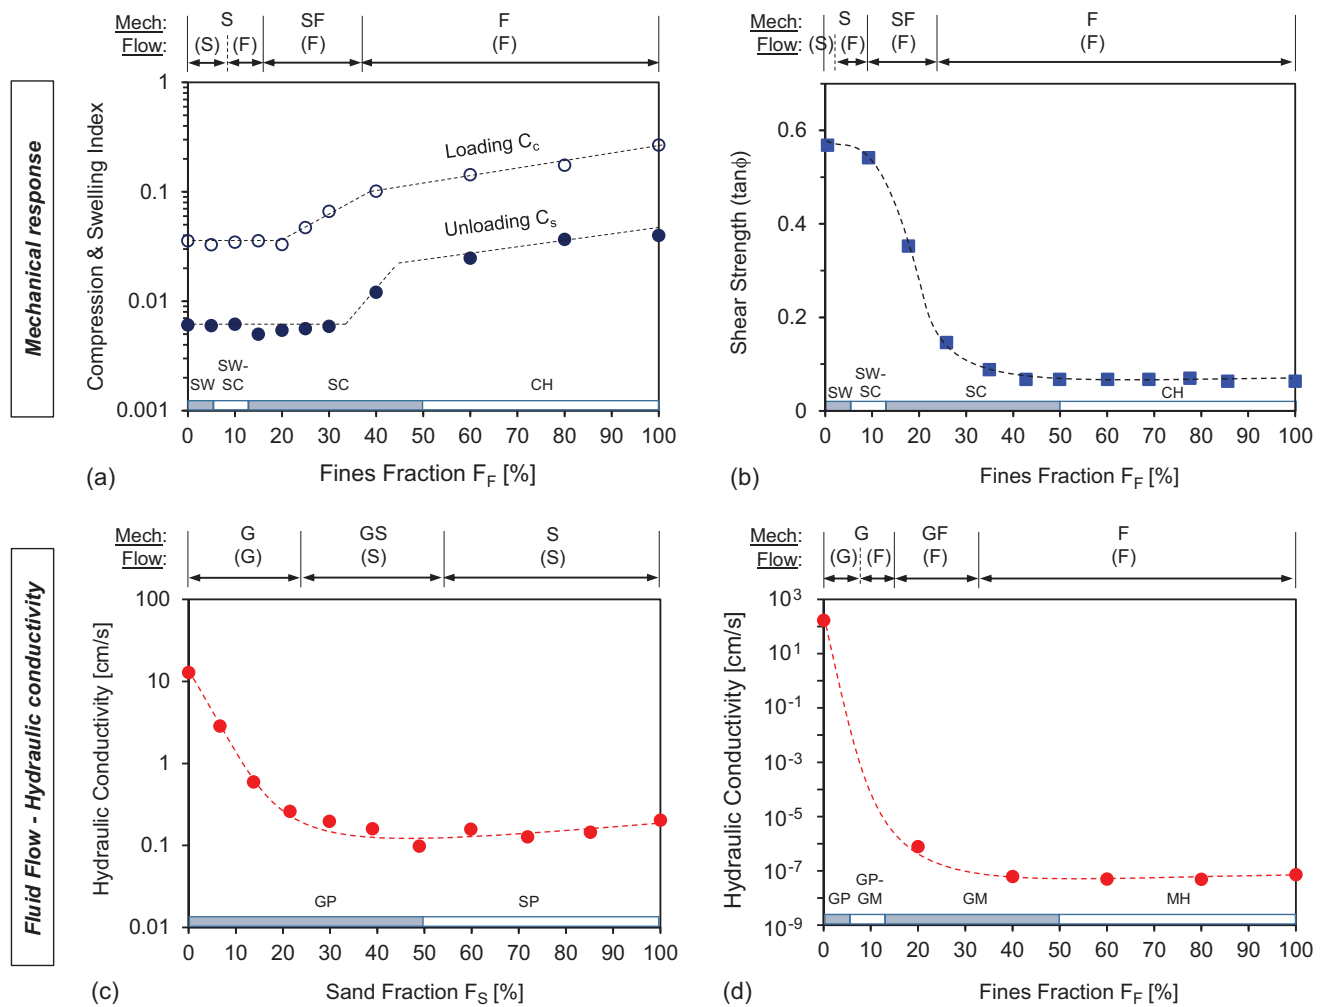 Mechanical response
Mech: S SF F
Flow: (S) (F) (F) (F)
Compression & Swelling Index
1
0.1
0.01
0.001
Loading C_c
Unloading C_s
SW SW-SC SC CH
0 10 20 30 40 50 60 70 80 90 100
(a) Fines Fraction F_F [%]
Mech: S SF F
Flow: (S) (F) (F) (F)
Shear Strength (tanϕ)
0.6
0.4
0.2
0
SW SW-SC SC CH
0 10 20 30 40 50 60 70 80 90 100
(b) Fines Fraction F_F [%]
Fluid Flow - Hydraulic conductivity
Mech: G GS S
Flow: (G) (S) (S)
Hydraulic Conductivity [cm/s]
100
10
1
0.1
0.01
GP SP
0 10 20 30 40 50 60 70 80 90 100
(c) Sand Fraction F_S [%]
Mech: G GF F
Flow: (G) (F) (F) (F)
Hydraulic Conductivity [cm/s]
10^3
10^1
10^-1
10^-3
10^-5
10^-7
10^-9
GP GP-GM GM MH
0 10 20 30 40 50 60 70 80 90 100
(d) Fines Fraction F_F [%]